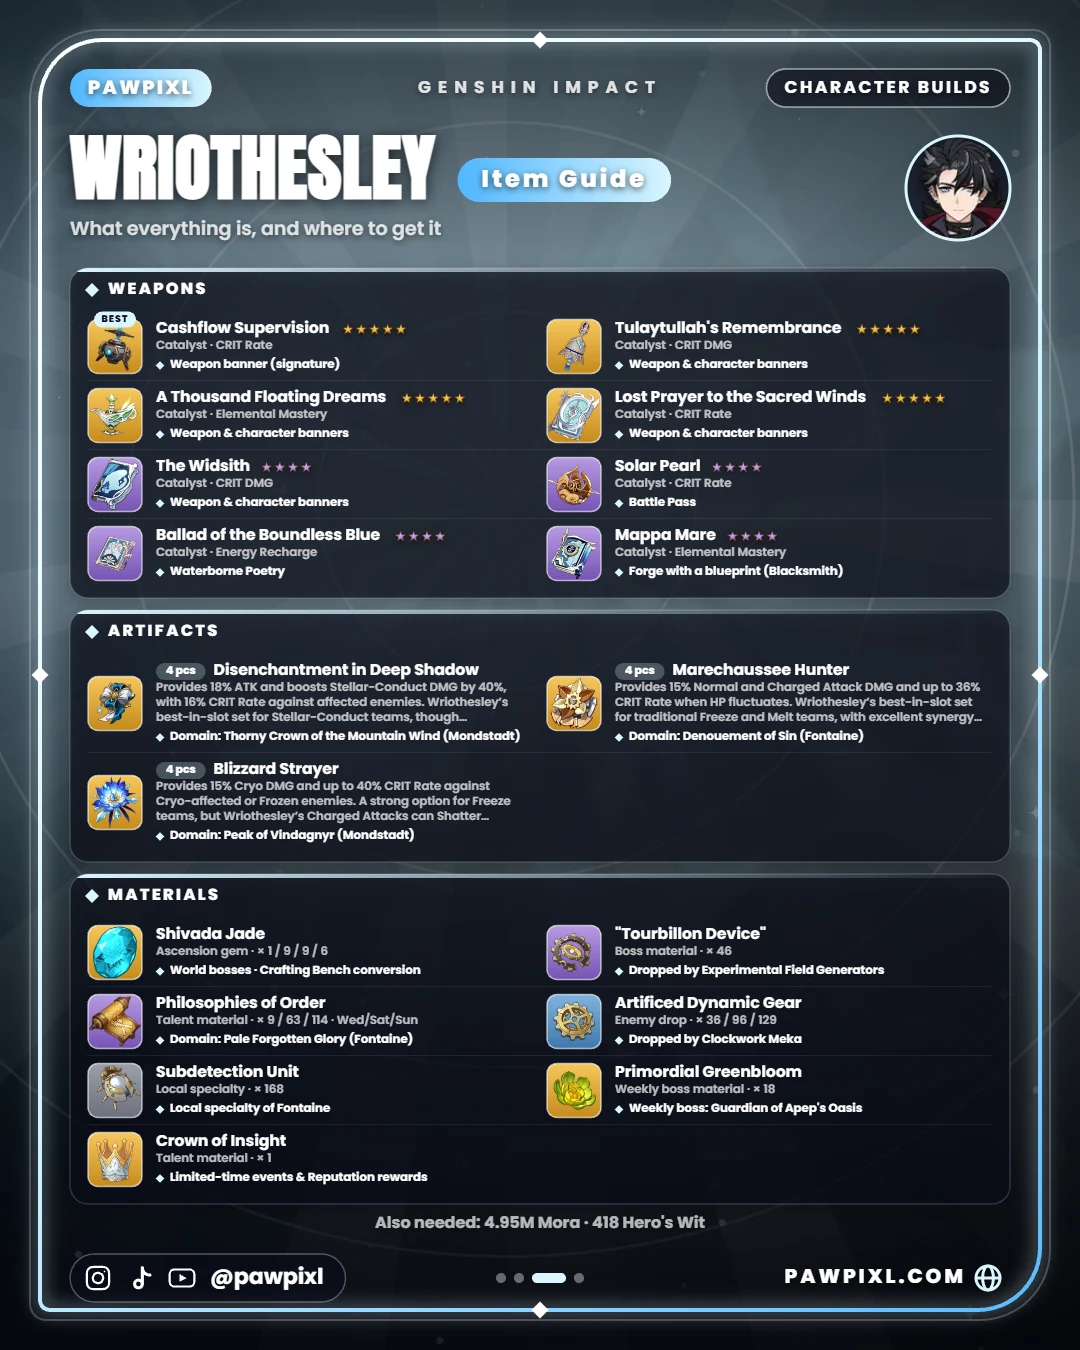 PAWPIXL
GENSHIN IMPACT
CHARACTER BUILDS
WRIOTHESLEY
Item Guide
What everything is, and where to get it
WEAPONS
BEST
Cashflow Supervision ★★★★★
Catalyst · CRIT Rate
Weapon banner (signature)
Tulaytullah's Remembrance ★★★★★
Catalyst · CRIT DMG
Weapon & character banners
A Thousand Floating Dreams ★★★★★
Catalyst · Elemental Mastery
Weapon & character banners
Lost Prayer to the Sacred Winds ★★★★★
Catalyst · CRIT Rate
Weapon & character banners
The Widsith ★★★★
Catalyst · CRIT DMG
Weapon & character banners
Solar Pearl ★★★★
Catalyst · CRIT Rate
Battle Pass
Ballad of the Boundless Blue ★★★★
Catalyst · Energy Recharge
Waterborne Poetry
Mappa Mare ★★★★
Catalyst · Elemental Mastery
Forge with a blueprint (Blacksmith)
ARTIFACTS
4 pcs Disenchantment in Deep Shadow
Provides 18% ATK and boosts Stellar-Conduct DMG by 40%,
with 16% CRIT Rate against affected enemies. Wriothesley's
best-in-slot set for Stellar-Conduct teams, though...
Domain: Thorny Crown of the Mountain Wind (Mondstadt)
4 pcs Marechaussee Hunter
Provides 15% Normal and Charged Attack DMG and up to 36%
CRIT Rate when HP fluctuates. Wriothesley's best-in-slot set
for traditional Freeze and Melt teams, with excellent synergy...
Domain: Denouement of Sin (Fontaine)
4 pcs Blizzard Strayer
Provides 15% Cryo DMG and up to 40% CRIT Rate against
Cryo-affected or Frozen enemies. A strong option for Freeze
teams, but Wriothesley's Charged Attacks can Shatter...
Domain: Peak of Vindagnyr (Mondstadt)
MATERIALS
Shivada Jade
Ascension gem · × 1 / 9 / 9 / 6
World bosses · Crafting Bench conversion
"Tourbillon Device"
Boss material · × 46
Dropped by Experimental Field Generators
Philosophies of Order
Talent material · × 9 / 63 / 114 · Wed/Sat/Sun
Domain: Pale Forgotten Glory (Fontaine)
Artificed Dynamic Gear
Enemy drop · × 36 / 96 / 129
Dropped by Clockwork Meka
Subdetection Unit
Local specialty · × 168
Local specialty of Fontaine
Primordial Greenbloom
Weekly boss material · × 18
Weekly boss: Guardian of Apep's Oasis
Crown of Insight
Talent material · × 1
Limited-time events & Reputation rewards
Also needed: 4.95M Mora · 418 Hero's Wit
@pawpixl
PAWPIXL.COM